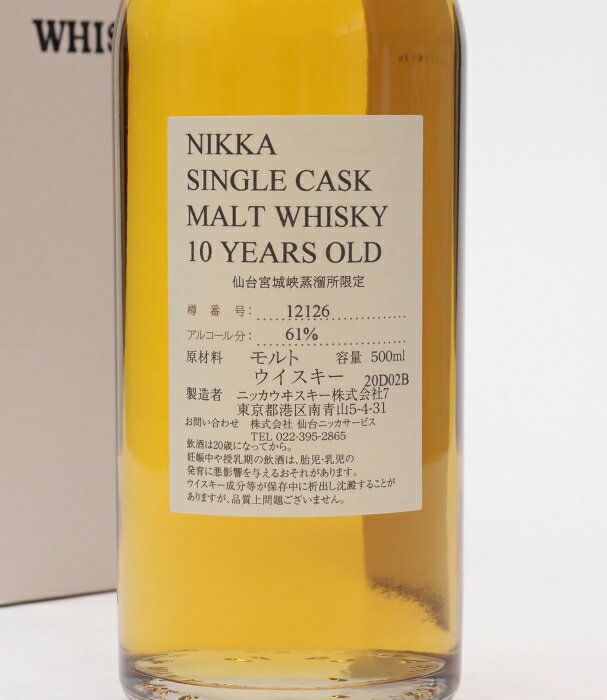 WHIS
NIKKA
SINGLE CASK
MALT WHISKY
10 YEARS OLD
仙台宮城峡蒸溜所限定
樽番号: 12126
アルコール分: 61%
原材料 モルト 容量 500ml
ウイスキー 20D02B
製造者 ニッカウヰスキー株式会社7
東京都港区南青山5-4-31
お問い合わせ 株式会社 仙台ニッカサービス
TEL 022-395-2865
飲酒は20歳になってから。
妊娠中や授乳期の飲酒は、胎児・乳児の
発育に悪影響を与えるおそれがあります。
ウイスキー成分等が保存中に析出し沈澱することが
ありますが、品質上問題ございません。